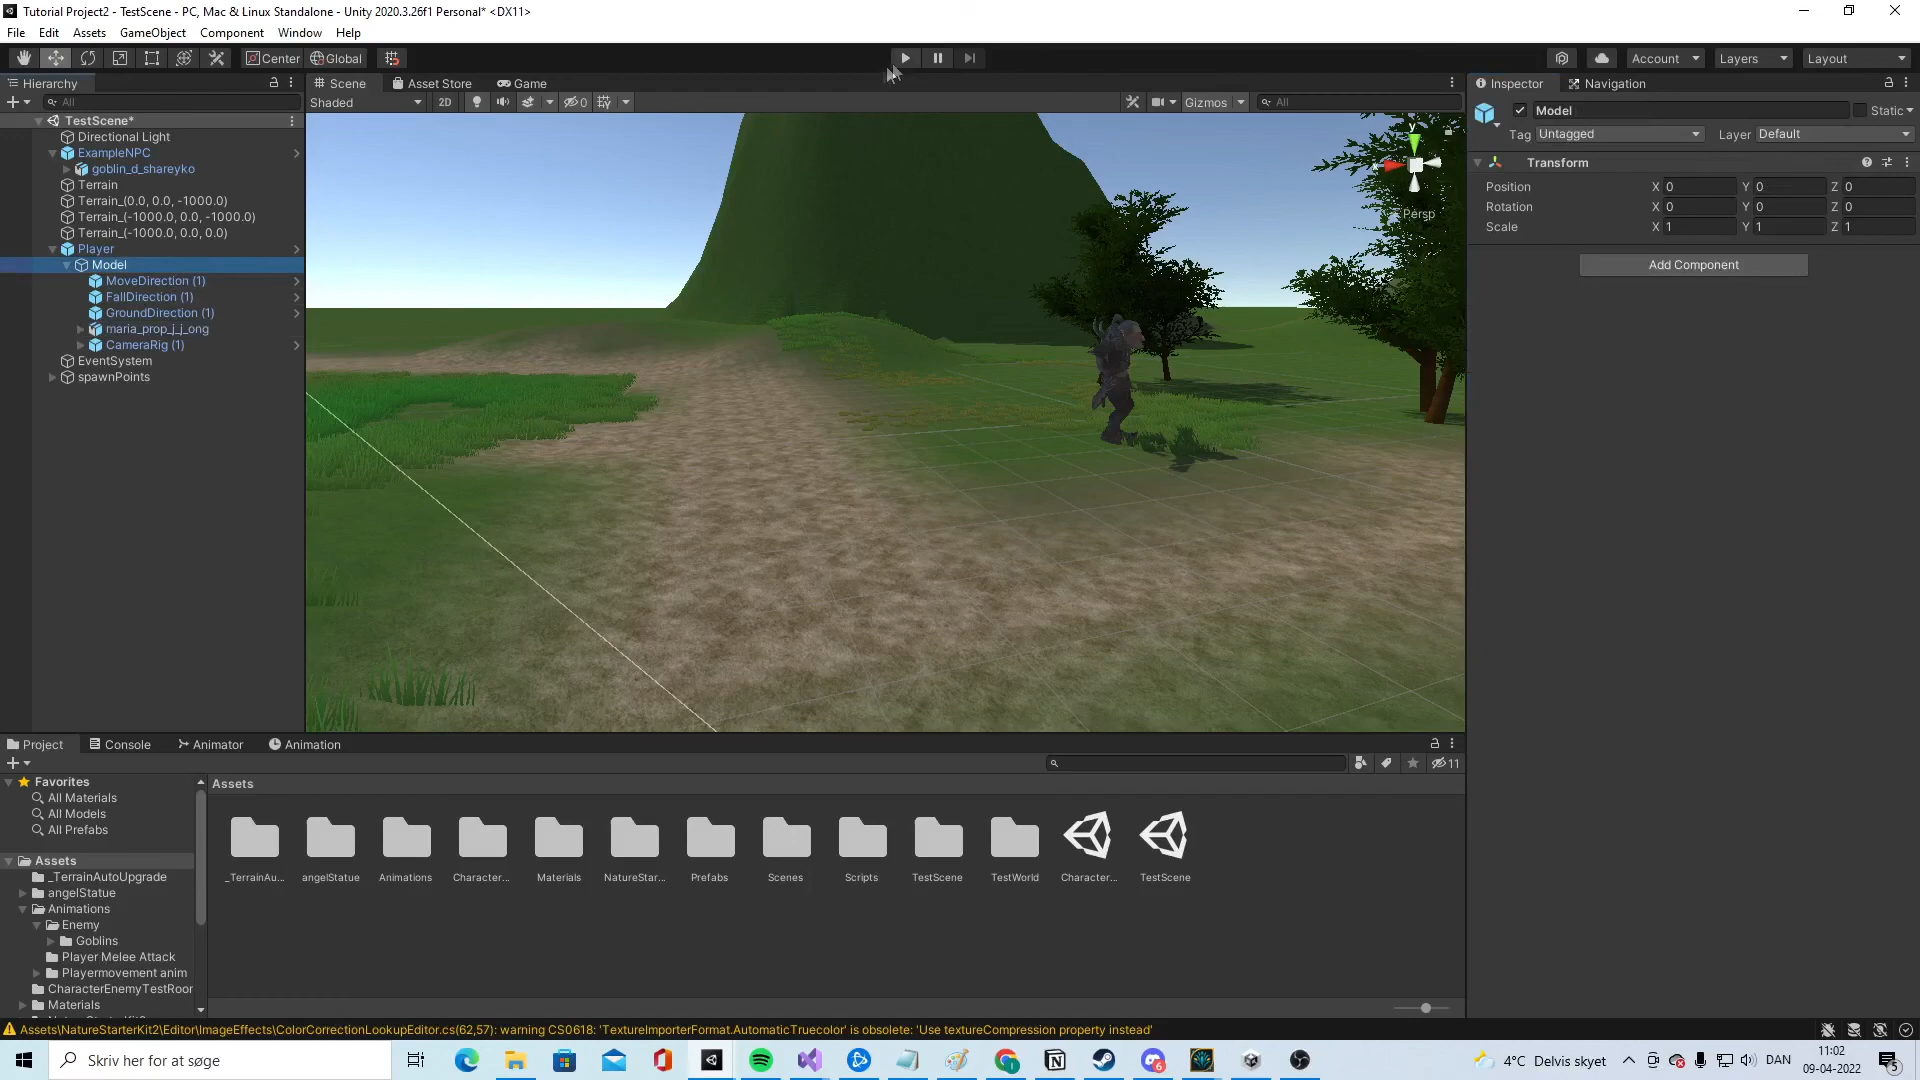 Tutorial Project2 - TestScene - PC, Mac & Linux Standalone - Unity 2020.3.26f1 Personal* <DX11>
File Edit Assets GameObject Component Window Help
Center Global
Account Layers Layout
Hierarchy
Scene Asset Store Game
Inspector Navigation
All
Shaded 2D 0 Gizmos All
Model Static
Tag Untagged Layer Default
TestScene*
Directional Light
ExampleNPC
goblin_d_shareyko
Terrain
Terrain_(0.0, 0.0, -1000.0)
Terrain_(-1000.0, 0.0, -1000.0)
Terrain_(-1000.0, 0.0, 0.0)
Player
Model
MoveDirection (1)
FallDirection (1)
GroundDirection (1)
maria_prop_j_j_ong
CameraRig (1)
EventSystem
spawnPoints
y
x
Persp
Transform
Position X 0 Y 0 Z 0
Rotation X 0 Y 0 Z 0
Scale X 1 Y 1 Z 1
Add Component
Project Console Animator Animation
11
Favorites
All Materials
All Models
All Prefabs
Assets
_TerrainAutoUpgrade
angelStatue
Animations
Enemy
Goblins
Player Melee Attack
Playermovement anim
CharacterEnemyTestRoor
Materials
Assets
_TerrainAu... angelStatue Animations Character... Materials NatureStar... Prefabs Scenes Scripts TestScene TestWorld Character... TestScene
Assets\NatureStarterKit2\Editor\ImageEffects\ColorCorrectionLookupEditor.cs(62,57): warning CS0618: 'TextureImporterFormat.AutomaticTruecolor' is obsolete: 'Use textureCompression property instead'
Skriv her for at søge
4°C Delvis skyet
DAN
11:02
09-04-2022
5